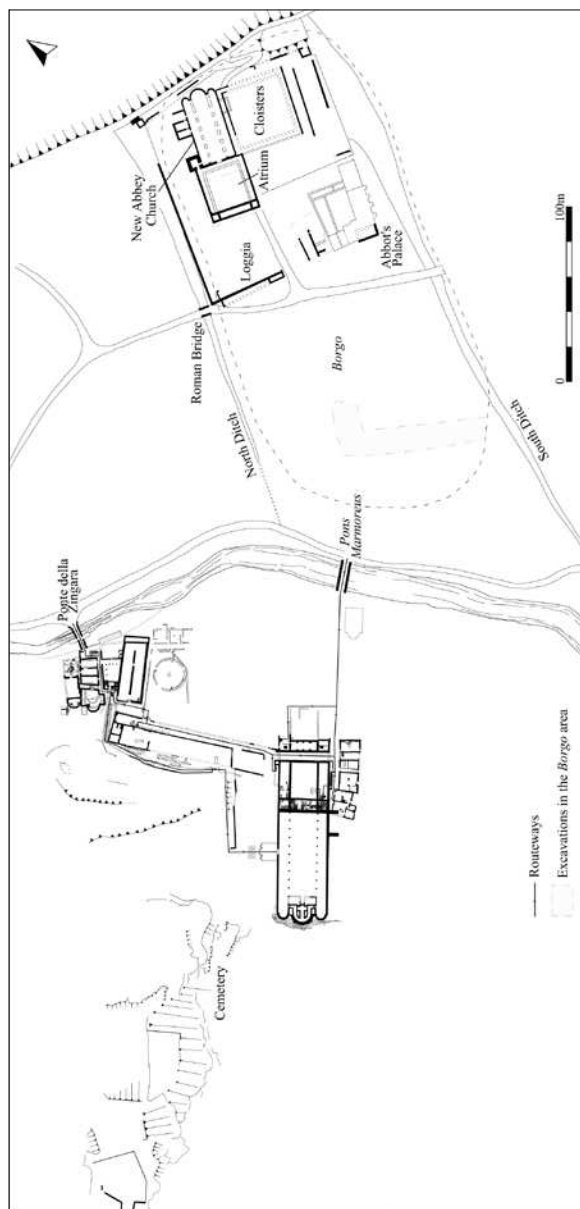 New Abbey
Church
Cloisters
Atrium
Loggia
Abbot's
Palace
Roman Bridge
North Ditch
Borgo
South Ditch
0
100m
Ponte della
Zingara
Pons
Marmoreus
Cemetery
Routeways
Excavations in the Borgo area